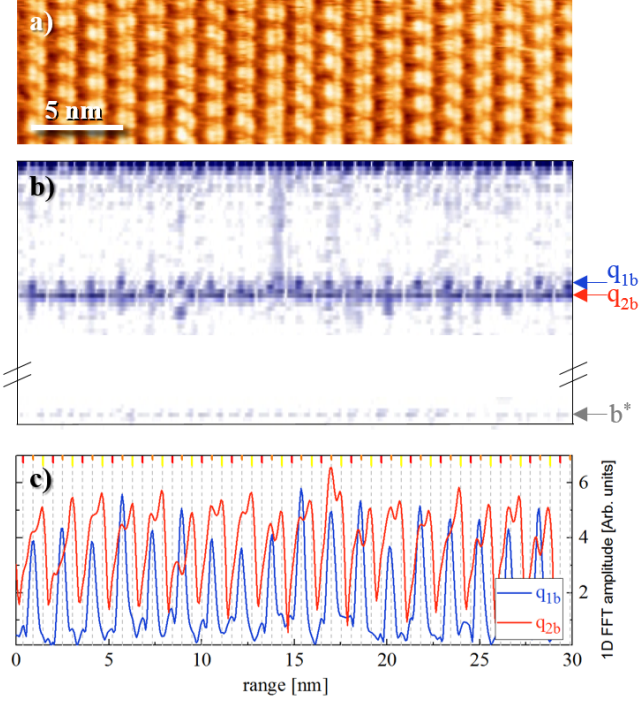 a)
5 nm
b)
q1b
q2b
b*
c)
6
4
2
1D FFT amplitude [Arb. units]
q1b
q2b
0 5 10 15 20 25 30
range [nm]